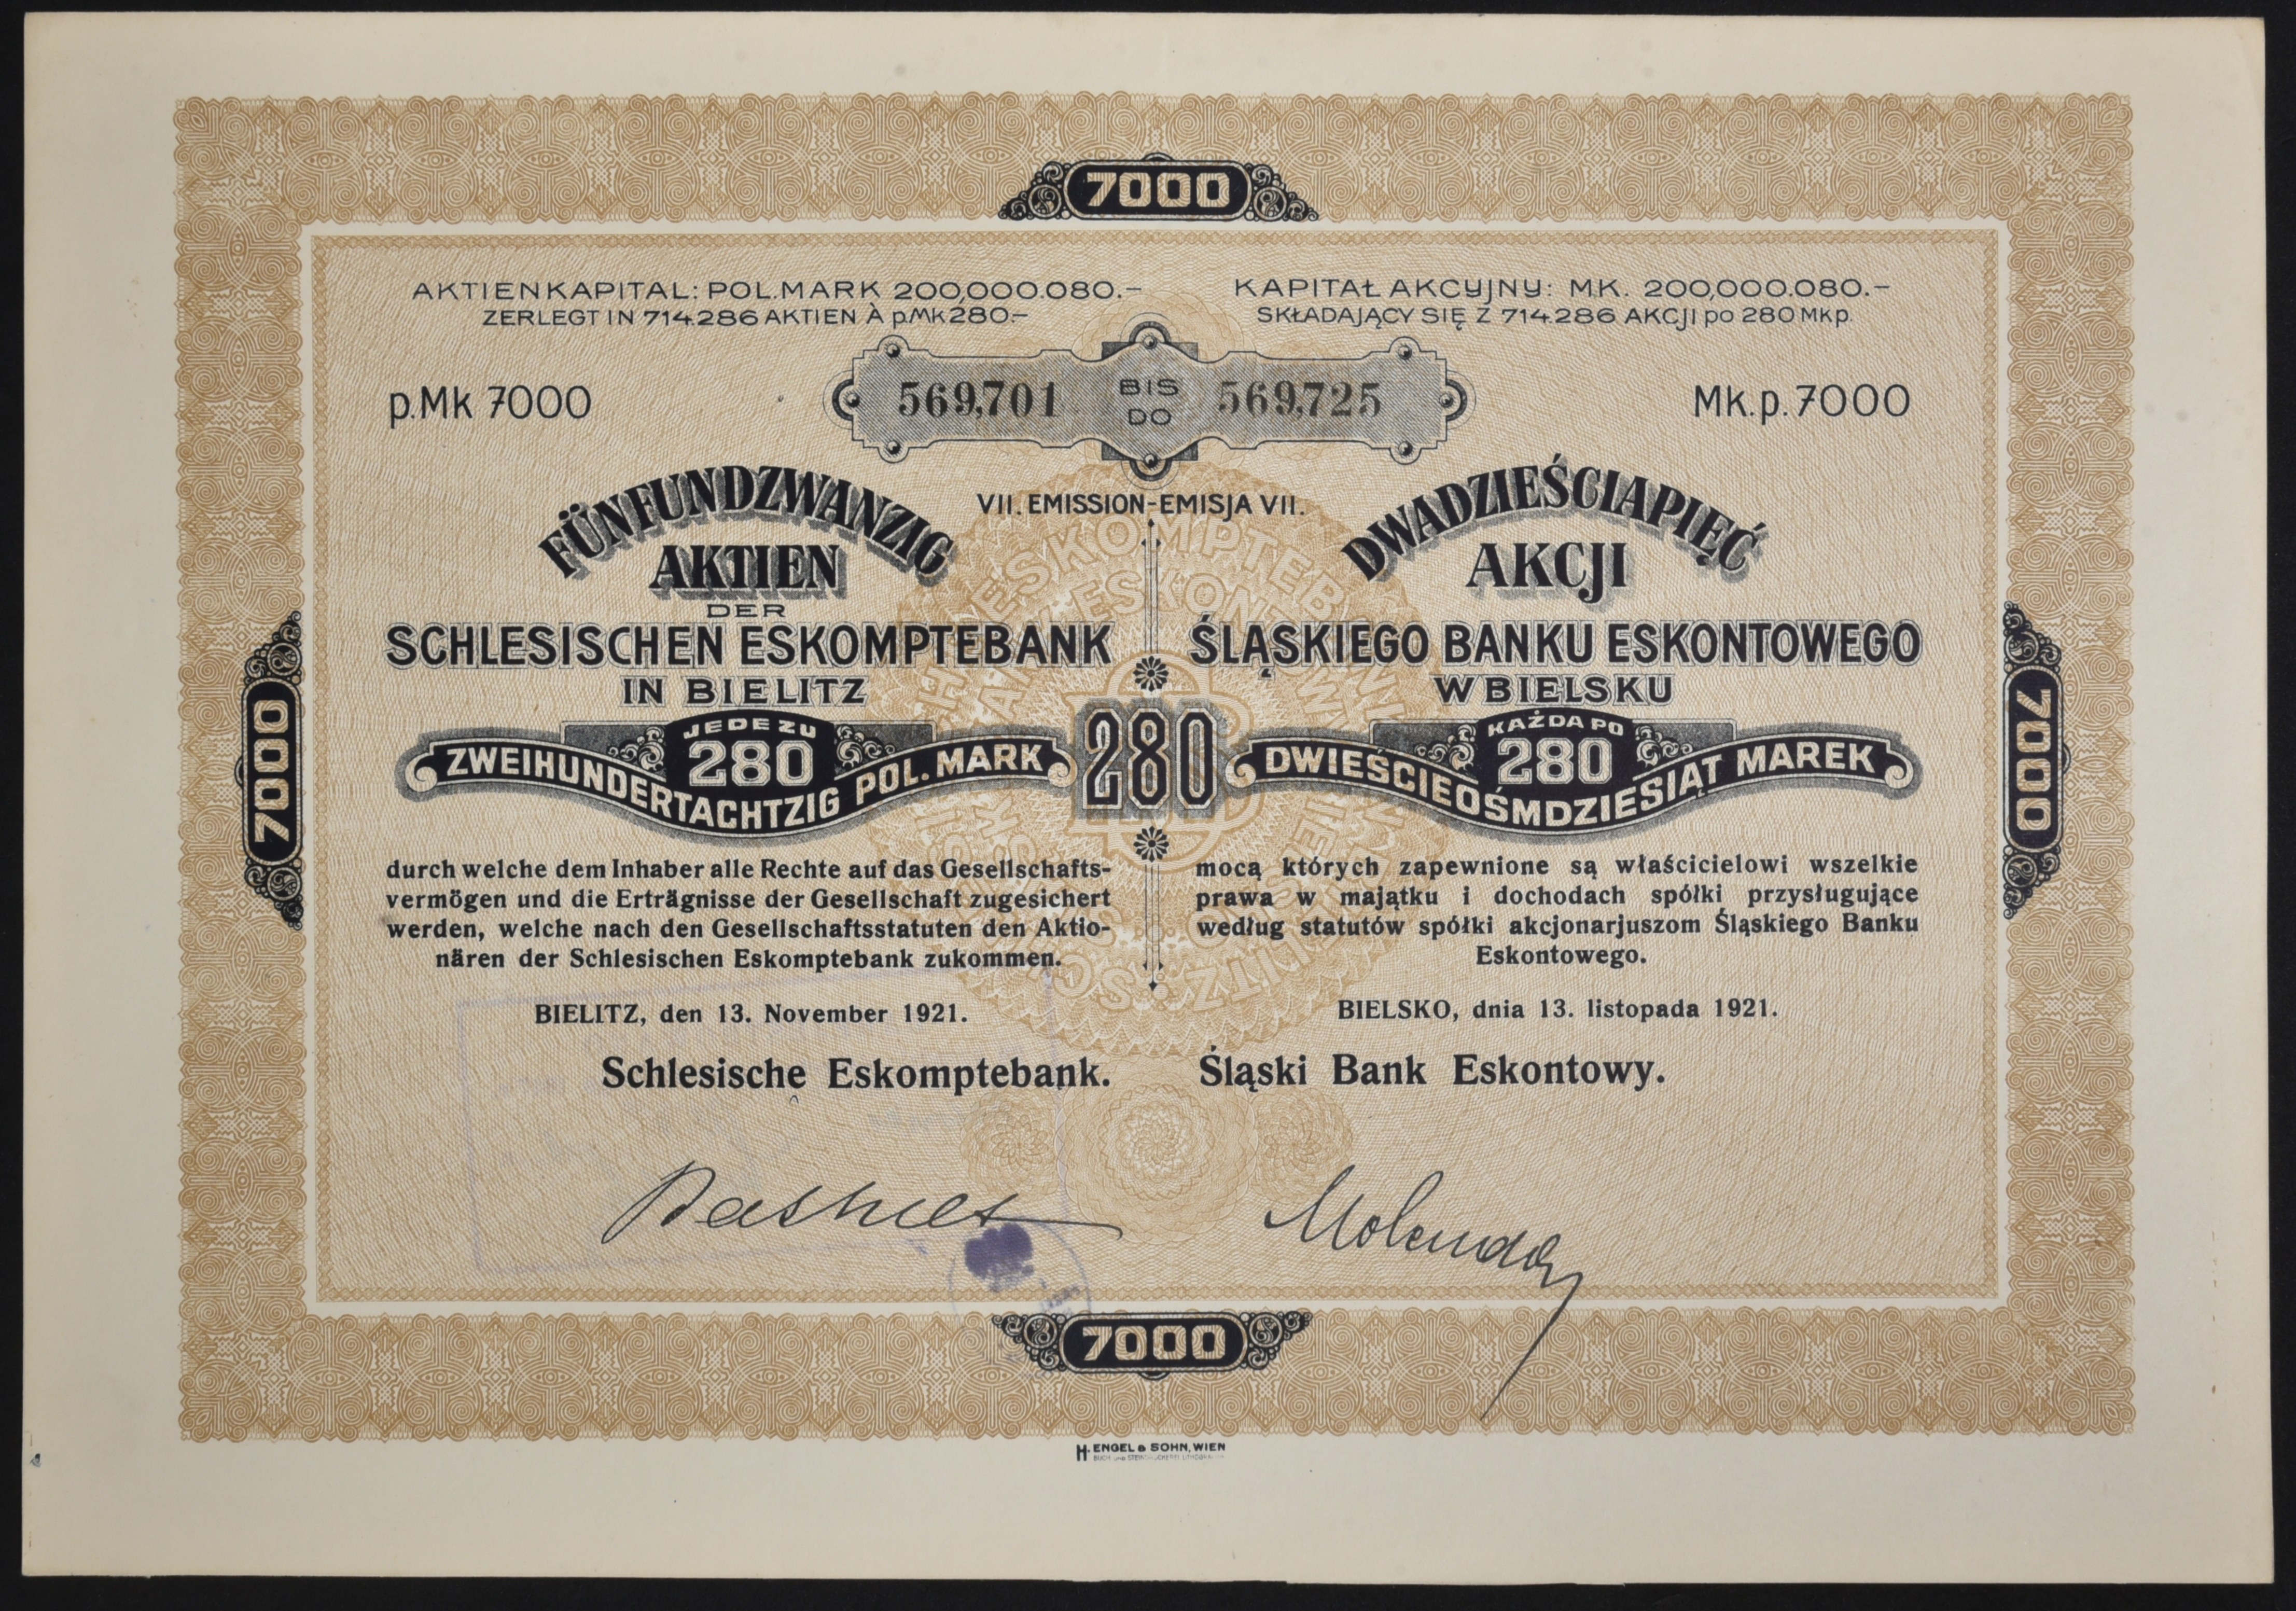 7000
AKTIENKAPITAL: POL.MARK 200,000.080.-
ZERLEGT IN 714.286 AKTIEN À p.Mk 280.-
KAPITAŁ AKCYJNY: MK. 200,000.080.-
SKŁADAJĄCY SIĘ Z 714.286 AKCJI po 280 Mkp.
p.Mk 7000
569,701 BIS DO 569,725
Mk.p. 7000
VII. EMISSION-EMISJA VII.
FÜNFUNDZWANZIG
AKTIEN
DER
SCHLESISCHEN ESKOMPTEBANK
IN BIELITZ
JEDE ZU
280
ZWEIHUNDERTACHTZIG POL. MARK
280
DWADZIEŚCIAPIĘĆ
AKCJI
ŚLĄSKIEGO BANKU ESKONTOWEGO
W BIELSKU
KAŻDA PO
280
DWIEŚCIEOŚMDZIESIĄT MAREK
7000
7000
durch welche dem Inhaber alle Rechte auf das Gesellschafts-
vermögen und die Erträgnisse der Gesellschaft zugesichert
werden, welche nach den Gesellschaftsstatuten den Aktio-
nären der Schlesischen Eskomptebank zukommen.
BIELITZ, den 13. November 1921.
Schlesische Eskomptebank.
mocą których zapewnione są właścicielowi wszelkie
prawa w majątku i dochodach spółki przysługujące
według statutów spółki akcjonarjuszom Śląskiego Banku
Eskontowego.
BIELSKO, dnia 13. listopada 1921.
Śląski Bank Eskontowy.
Molenda
7000
H. ENGEL & SOHN, WIEN